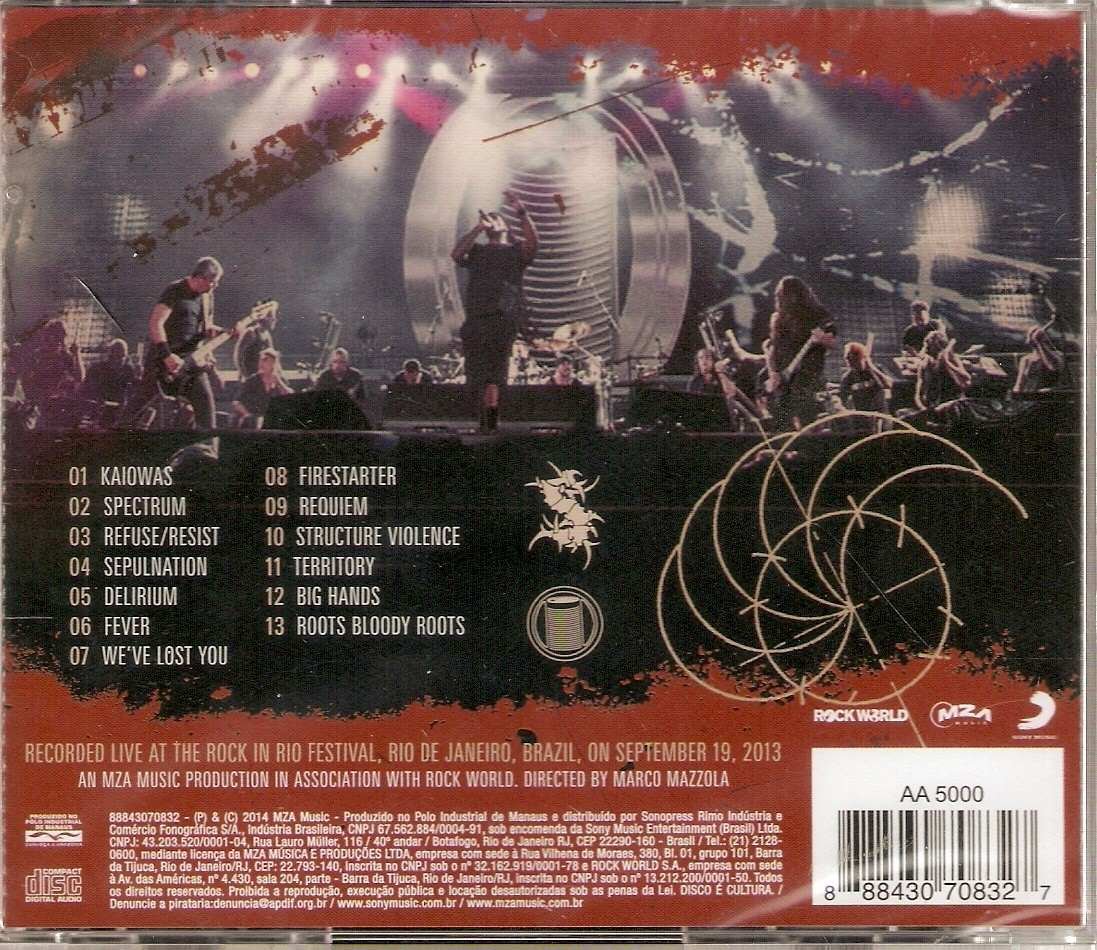 01 KAIOWAS
02 SPECTRUM
03 REFUSE/RESIST
04 SEPULNATION
05 DELIRIUM
06 FEVER
07 WE'VE LOST YOU
08 FIRESTARTER
09 REQUIEM
10 STRUCTURE VIOLENCE
11 TERRITORY
12 BIG HANDS
13 ROOTS BLOODY ROOTS
ROCK WORLD
MZA
MUSIC
SONY MUSIC
RECORDED LIVE AT THE ROCK IN RIO FESTIVAL, RIO DE JANEIRO, BRAZIL, ON SEPTEMBER 19, 2013
AN MZA MUSIC PRODUCTION IN ASSOCIATION WITH ROCK WORLD. DIRECTED BY MARCO MAZZOLA
PRODUZIDO NO
PÓLO INDUSTRIAL
DE MANAUS
CONHEÇA A AMAZÔNIA
COMPACT
disc
DIGITAL AUDIO
88843070832 - (P) & (C) 2014 MZA Music - Produzido no Polo Industrial de Manaus e distribuído por Sonopress Rimo Indústria e
Comércio Fonográfica S/A., Indústria Brasileira, CNPJ 67.562.884/0004-91, sob encomenda da Sony Music Entertainment (Brasil) Ltda.
CNPJ: 43.203.520/0001-04, Rua Lauro Müller, 116 / 40° andar / Botafogo, Rio de Janeiro RJ, CEP 22290-160 - Brasil / Tel.: (21) 2128-
0600, mediante licença da MZA MÚSICA E PRODUÇÕES LTDA, empresa com sede à Rua Vilhena de Moraes, 380, Bl. 01, grupo 101, Barra
da Tijuca, Rio de Janeiro/RJ, CEP: 22.793-140, inscrita no CNPJ sob o n° 32.162.919/0001-78 e ROCK WORLD S.A., empresa com sede
à Av. das Américas, n° 4.430, sala 204, parte - Barra da Tijuca, Rio de Janeiro/RJ, inscrita no CNPJ sob o n° 13.212.200/0001-50. Todos
os direitos reservados. Proibida a reprodução, execução pública e locação desautorizadas sob as penas da Lei. DISCO É CULTURA. /
Denuncie a pirataria:denuncia@apdif.org.br / www.sonymusic.com.br / www.mzamusic.com.br
AA 5000
8 88430 70832 7